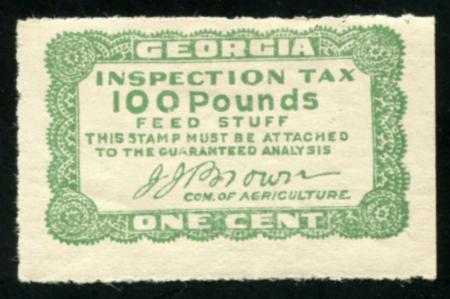 GEORGIA
INSPECTION TAX
100 Pounds
FEED STUFF
THIS STAMP MUST BE ATTACHED
TO THE GUARANTEED ANALYSIS
J J Brown
COM. OF AGRICULTURE.
ONE CENT